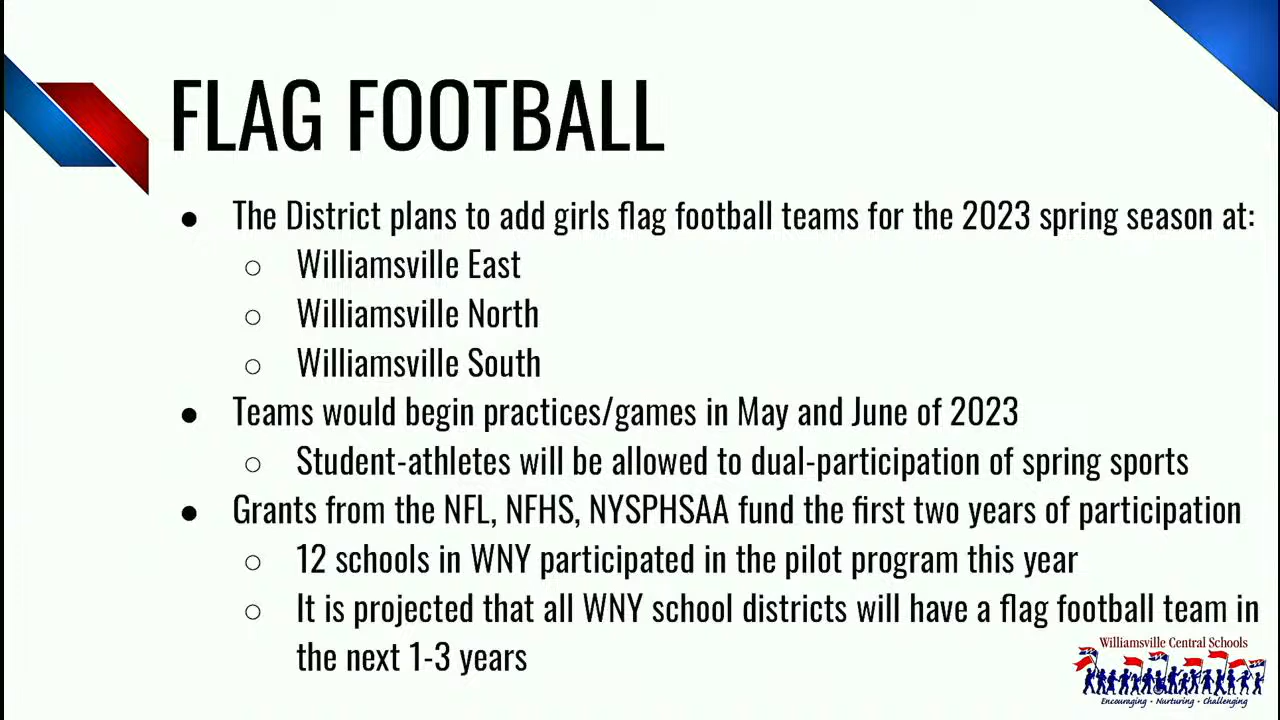 FLAG FOOTBALL
● The District plans to add girls flag football teams for the 2023 spring season at:
○ Williamsville East
○ Williamsville North
○ Williamsville South
● Teams would begin practices/games in May and June of 2023
○ Student-athletes will be allowed to dual-participation of spring sports
● Grants from the NFL, NFHS, NYSPHSAA fund the first two years of participation
○ 12 schools in WNY participated in the pilot program this year
○ It is projected that all WNY school districts will have a flag football team in
the next 1-3 years
Williamsville Central Schools
Encouraging • Nurturing • Challenging